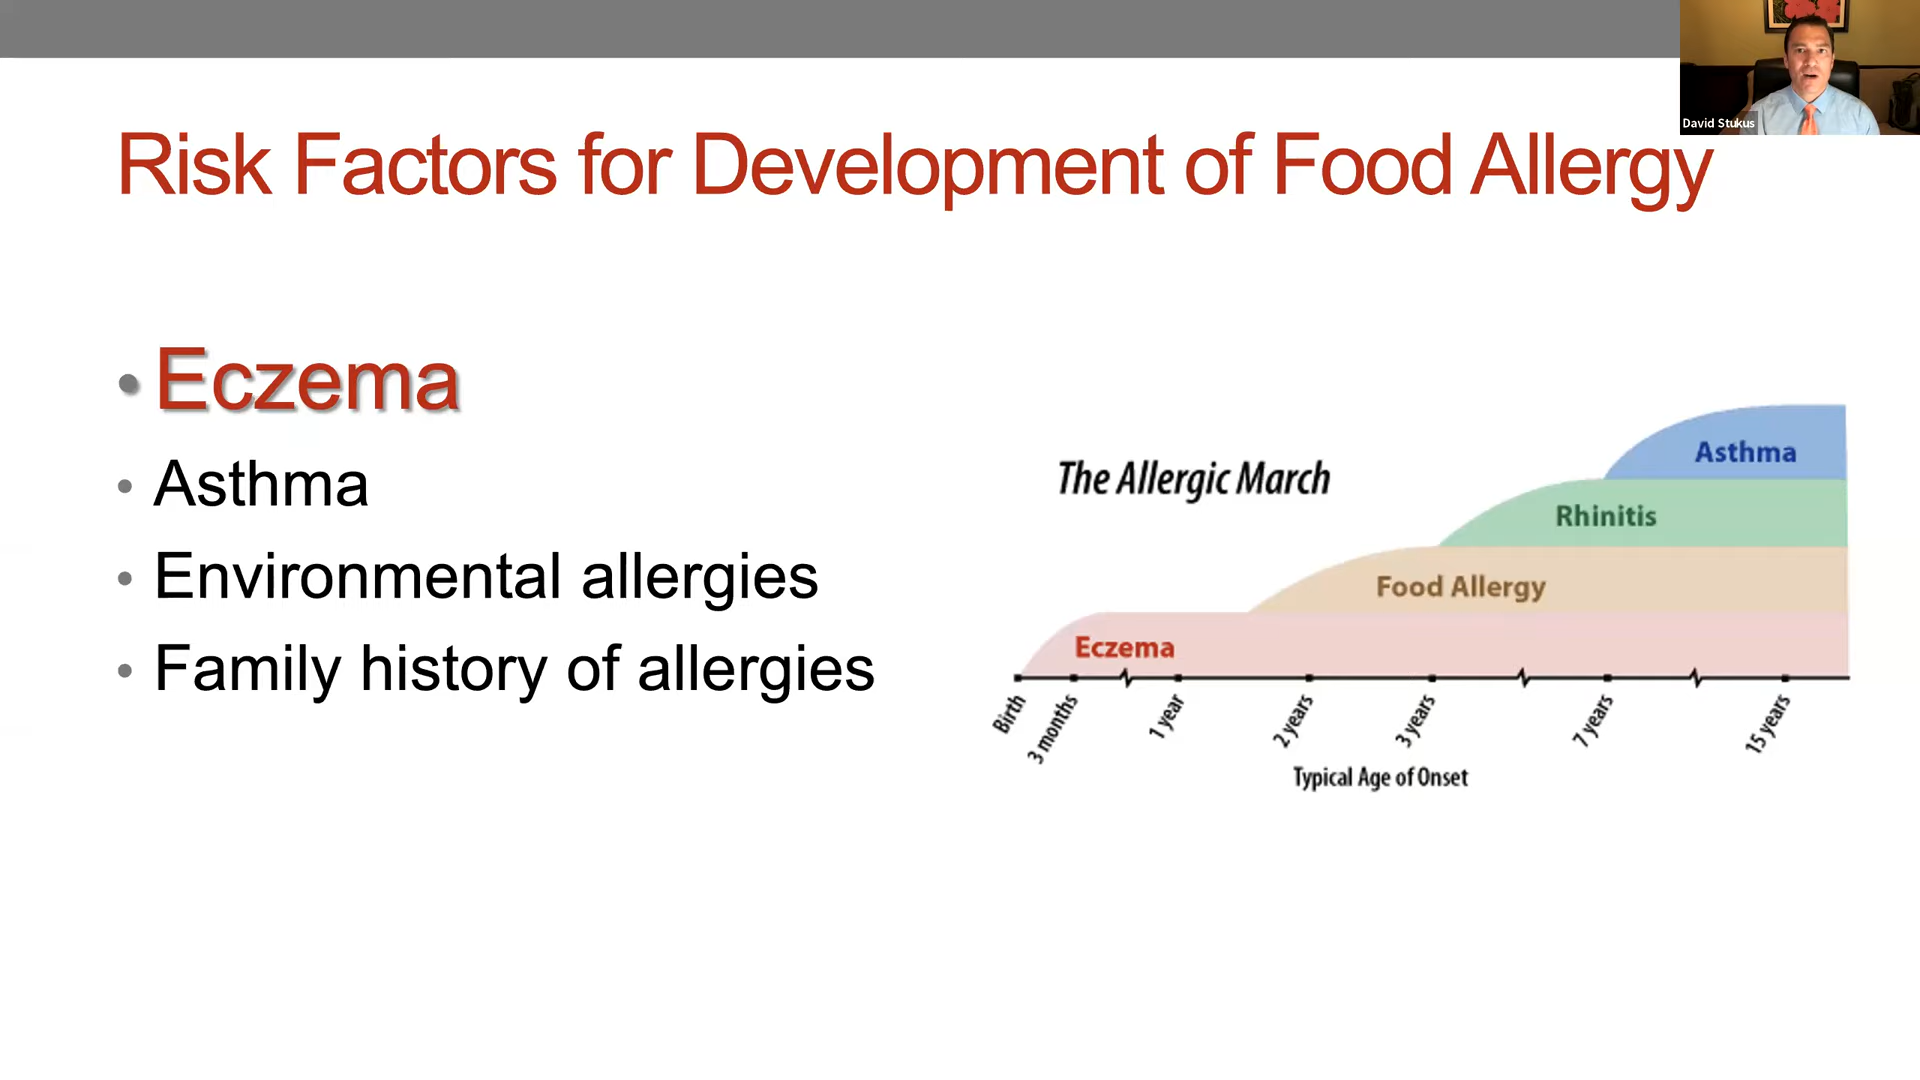 David Stukus
Risk Factors for Development of Food Allergy
• Eczema
• Asthma
• Environmental allergies
• Family history of allergies
The Allergic March
Asthma
Rhinitis
Food Allergy
Eczema
Birth
3 months
1 year
2 years
3 years
7 years
15 years
Typical Age of Onset